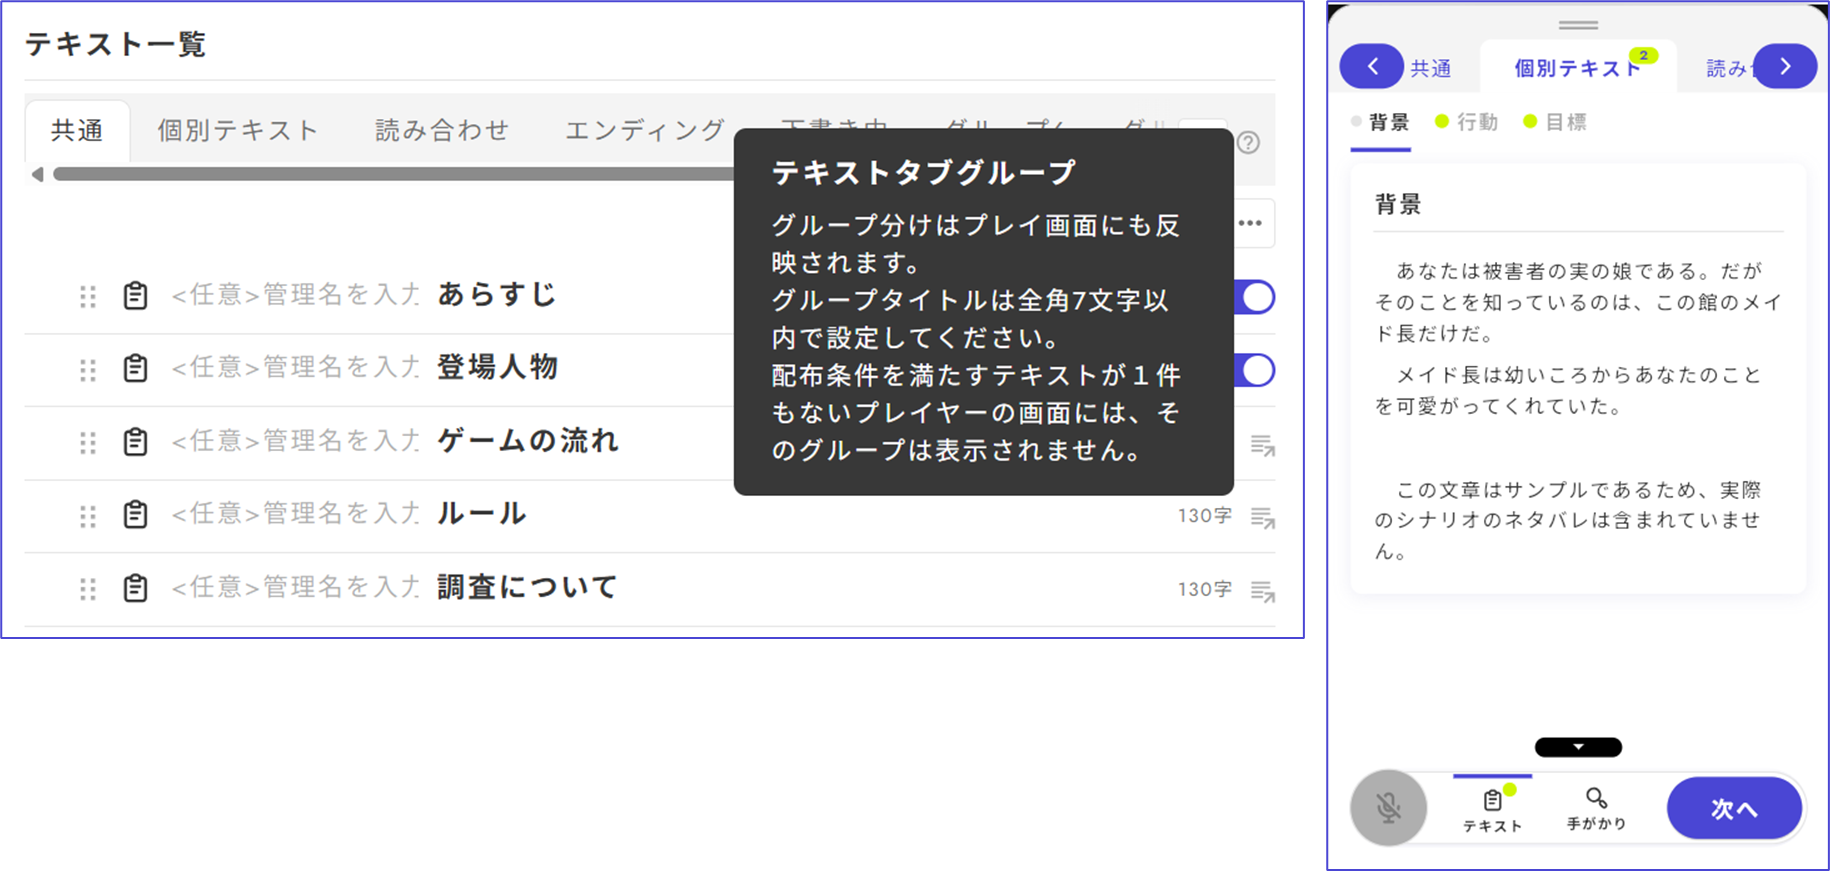 テキスト一覧
共通
個別テキスト
読み合わせ
エンディング
テキストタブグループ
グループ分けはプレイ画面にも反
映されます。
グループタイトルは全角7文字以
内で設定してください。
配布条件を満たすテキストが１件
もないプレイヤーの画面には、そ
のグループは表示されません。
<任意>管理名を入力 あらすじ
<任意>管理名を入力 登場人物
<任意>管理名を入力 ゲームの流れ
<任意>管理名を入力 ルール 130字
<任意>管理名を入力 調査について 130字
共通
個別テキスト 2
読み
背景 行動 目標
背景
あなたは被害者の実の娘である。だが
そのことを知っているのは、この館のメイ
ド長だけだ。
メイド長は幼いころからあなたのこと
を可愛がってくれていた。
この文章はサンプルであるため、実際
のシナリオのネタバレは含まれていませ
ん。
テキスト
手がかり
次へ